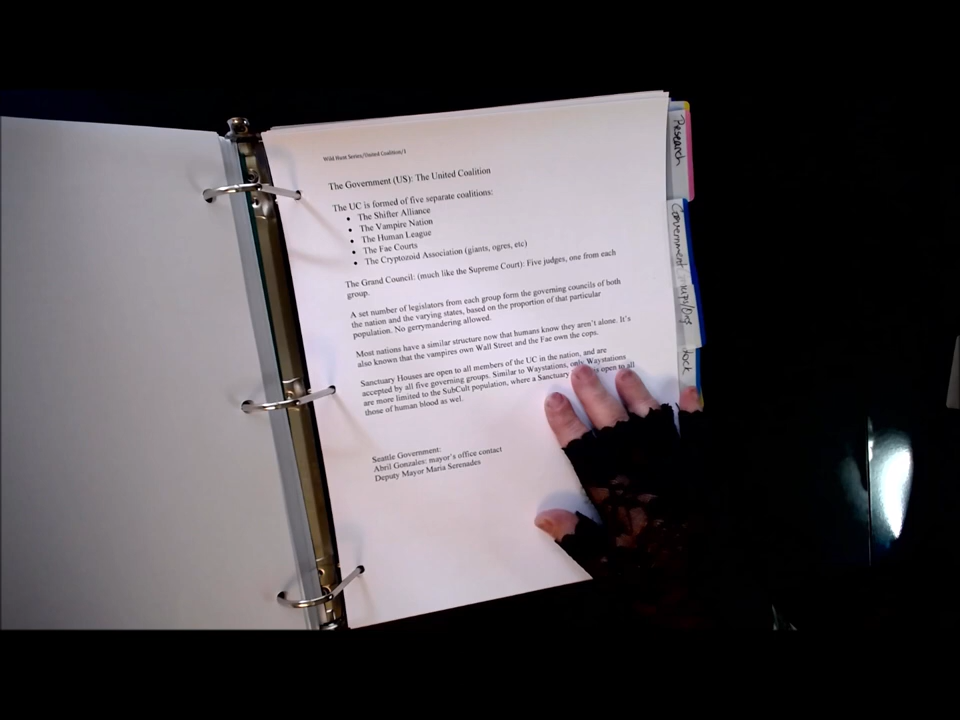 Wild Hunt Series/United Coalition/1
The Government (US): The United Coalition
The UC is formed of five separate coalitions:
• The Shifter Alliance
• The Vampire Nation
• The Human League
• The Fae Courts
• The Cryptozoid Association (giants, ogres, etc)
The Grand Council: (much like the Supreme Court): Five judges, one from each
group.
A set number of legislators from each group form the governing councils of both
the nation and the varying states, based on the proportion of that particular
population. No gerrymandering allowed.
Most nations have a similar structure now that humans know they aren't alone. It's
also known that the vampires own Wall Street and the Fae own the cops.
Sanctuary Houses are open to all members of the UC in the nation, and are
accepted by all five governing groups. Similar to Waystations, only Waystations
are more limited to the SubCult population, where a Sanctuary is open to all
those of human blood as wel.
Seattle Government:
Abril Gonzales: mayor's office contact
Deputy Mayor Maria Serenades
Research
Government